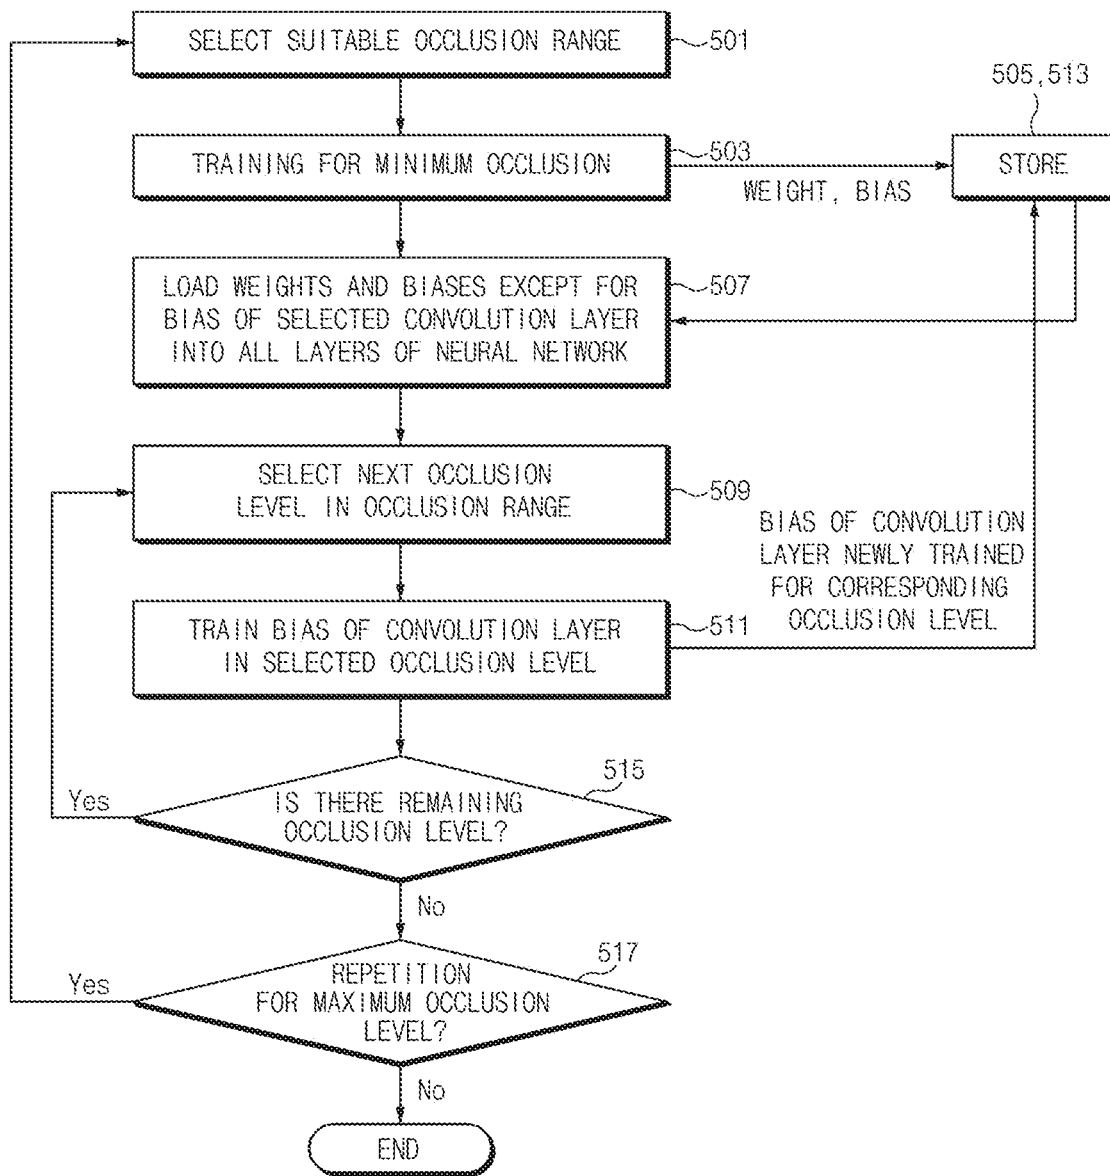 SELECT SUITABLE OCCLUSION RANGE
501
505,513
TRAINING FOR MINIMUM OCCLUSION
503
STORE
WEIGHT, BIAS
LOAD WEIGHTS AND BIASES EXCEPT FOR
BIAS OF SELECTED CONVOLUTION LAYER
INTO ALL LAYERS OF NEURAL NETWORK
507
SELECT NEXT OCCLUSION
LEVEL IN OCCLUSION RANGE
509
BIAS OF CONVOLUTION
LAYER NEWLY TRAINED
FOR CORRESPONDING
OCCLUSION LEVEL
TRAIN BIAS OF CONVOLUTION LAYER
IN SELECTED OCCLUSION LEVEL
511
515
Yes
IS THERE REMAINING
OCCLUSION LEVEL?
No
517
Yes
REPETITION
FOR MAXIMUM OCCLUSION
LEVEL?
No
END